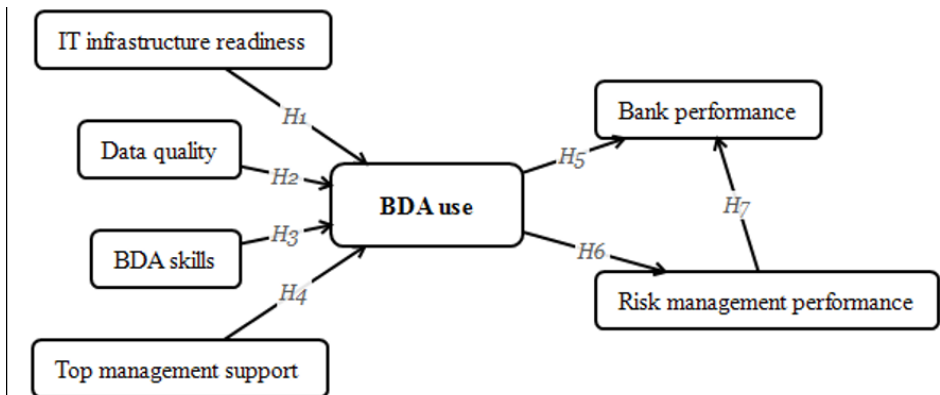 IT infrastructure readiness
H1
Data quality
H2
BDA skills
H3
Top management support
H4
BDA use
H5
Bank performance
H6
Risk management performance
H7